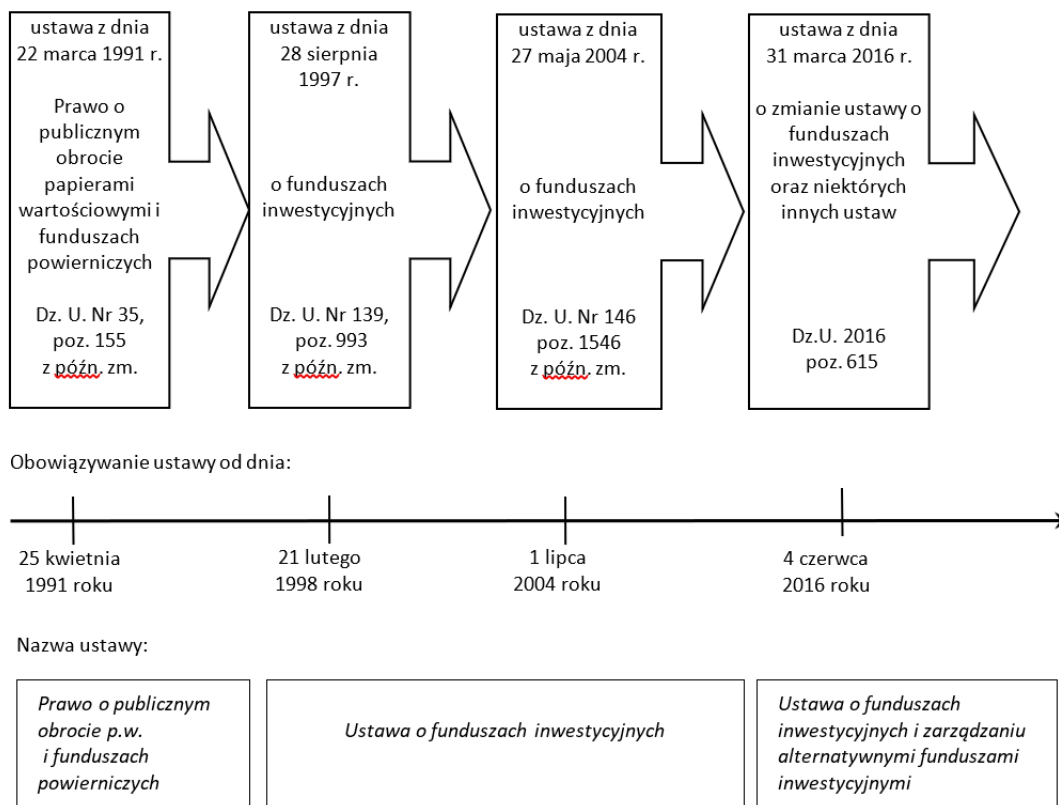 ustawa z dnia
22 marca 1991 r.
Prawo o
publicznym
obrocie
papierami
wartościowymi i
funduszach
powierniczych
Dz. U. Nr 35,
poz. 155
z późn. zm.
ustawa z dnia
28 sierpnia
1997 r.
o funduszach
inwestycyjnych
Dz. U. Nr 139,
poz. 993
z późn. zm.
ustawa z dnia
27 maja 2004 r.
o funduszach
inwestycyjnych
Dz. U. Nr 146
poz. 1546
z późn. zm.
ustawa z dnia
31 marca 2016 r.
o zmianie ustawy o
funduszach
inwestycyjnych
oraz niektórych
innych ustaw
Dz.U. 2016
poz. 615
Obowiązywanie ustawy od dnia:
25 kwietnia
1991 roku
21 lutego
1998 roku
1 lipca
2004 roku
4 czerwca
2016 roku
Nazwa ustawy:
Prawo o publicznym
obrocie p.w.
i funduszach
powierniczych
Ustawa o funduszach inwestycyjnych
Ustawa o funduszach
inwestycyjnych i zarządzaniu
alternatywnymi funduszami
inwestycyjnymi